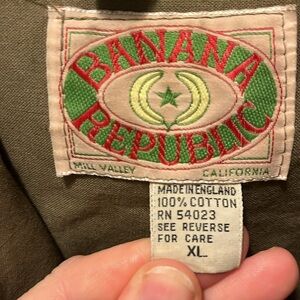 BANANA
REPUBLIC
MILL VALLEY CALIFORNIA
MADE IN ENGLAND
100% COTTON
RN 54023
SEE REVERSE
FOR CARE
XL